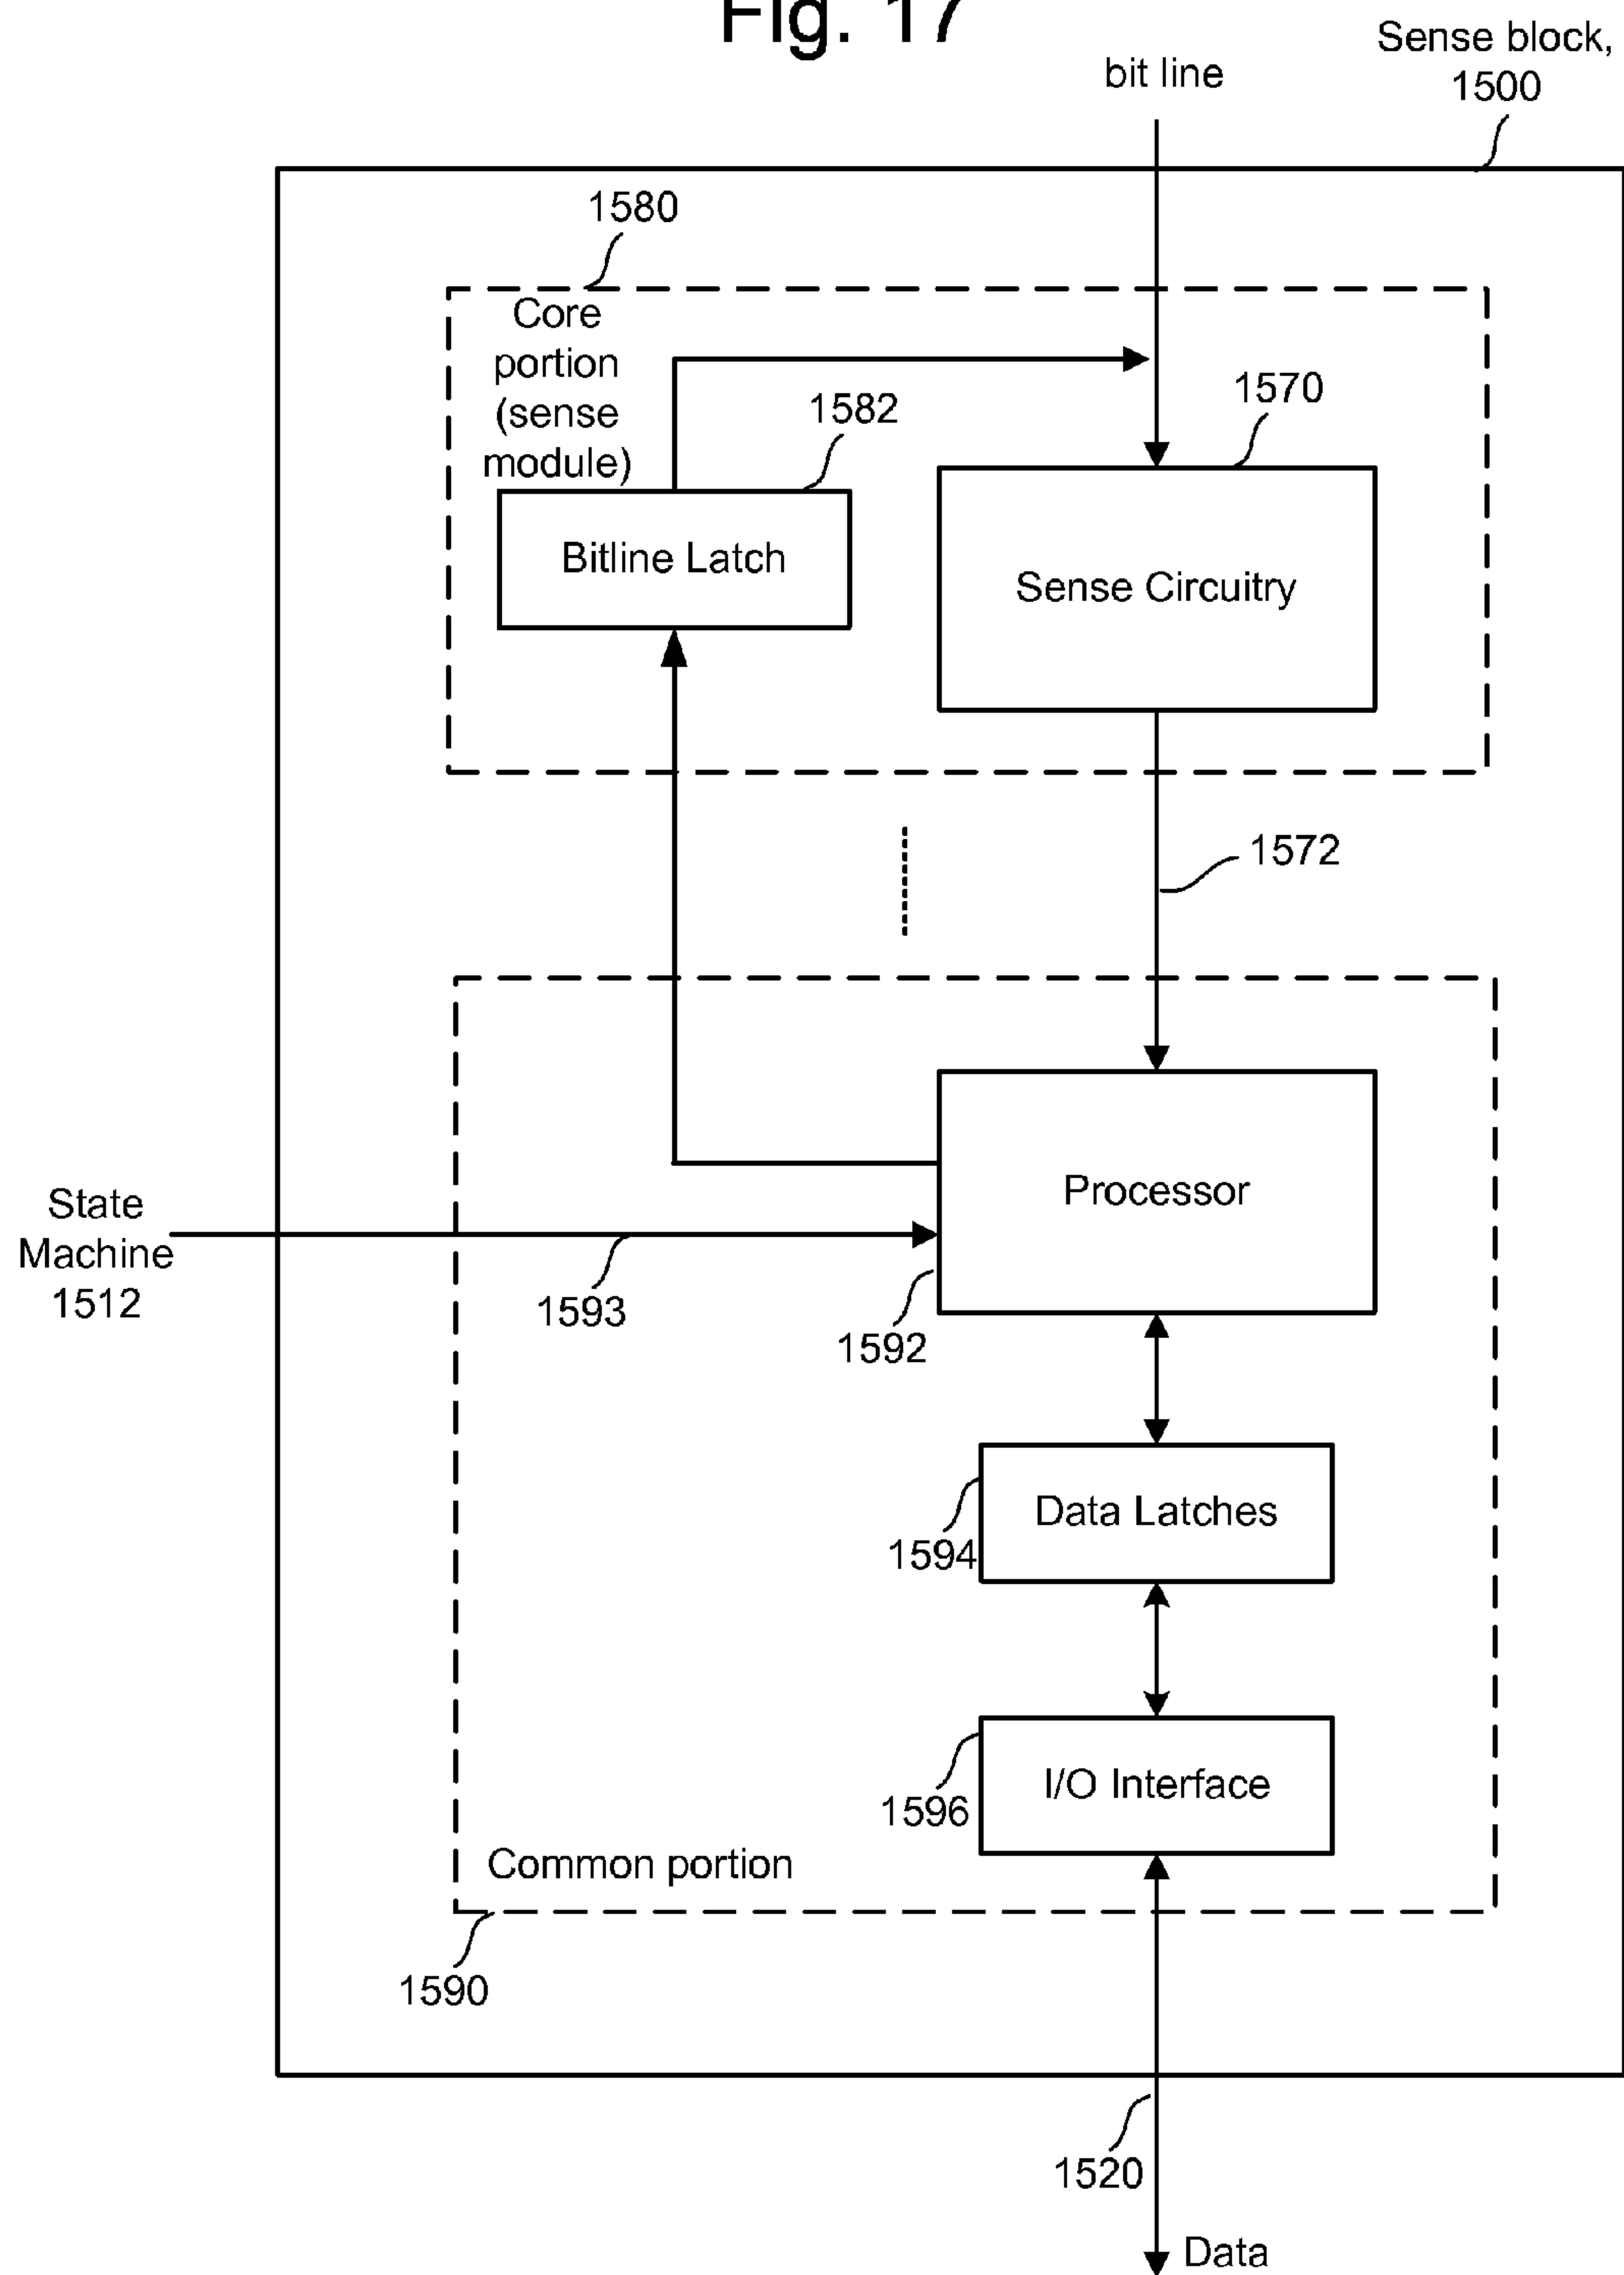 Fig. 17
Sense block,
1500
bit line
1580
Core
portion
(sense
module)
1582
1570
Bitline Latch
Sense Circuitry
1572
Processor
State
Machine
1512
1593
1592
Data Latches
1594
I/O Interface
1596
Common portion
1590
1520
Data